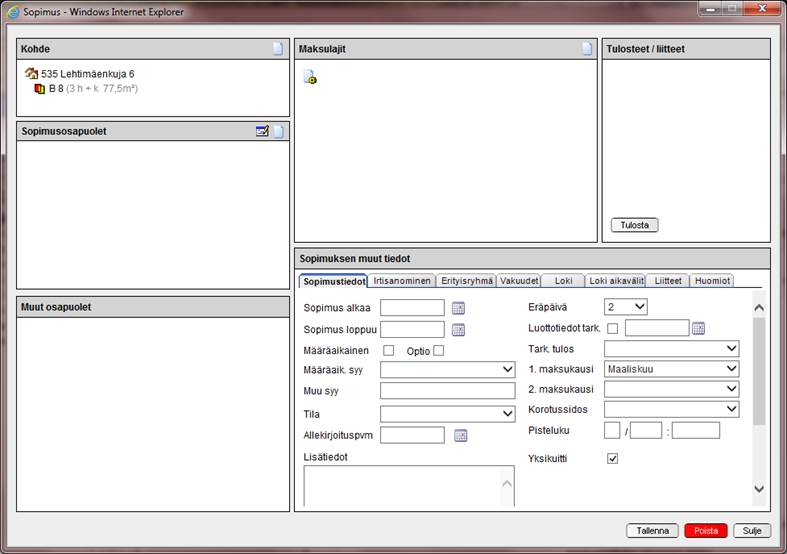 Sopimus - Windows Internet Explorer
Kohde
535 Lehtimäenkuja 6
B 8 (3 h + k 77,5m²)
Sopimusosapuolet
Muut osapuolet
Maksulajit
Tulosteet / liitteet
Tulosta
Sopimuksen muut tiedot
Sopimustiedot Irtisanominen Erityisryhmä Vakuudet Loki Loki aikavälit Liitteet Huomiot
Sopimus alkaa
Sopimus loppuu
Määräaikainen Optio
Määräaik. syy
Muu syy
Tila
Allekirjoituspvm
Lisätiedot
Eräpäivä 2
Luottotiedot tark.
Tark. tulos
1. maksukausi Maaliskuu
2. maksukausi
Korotussidos
Pisteluku / :
Yksikuitti
Tallenna Poista Sulje